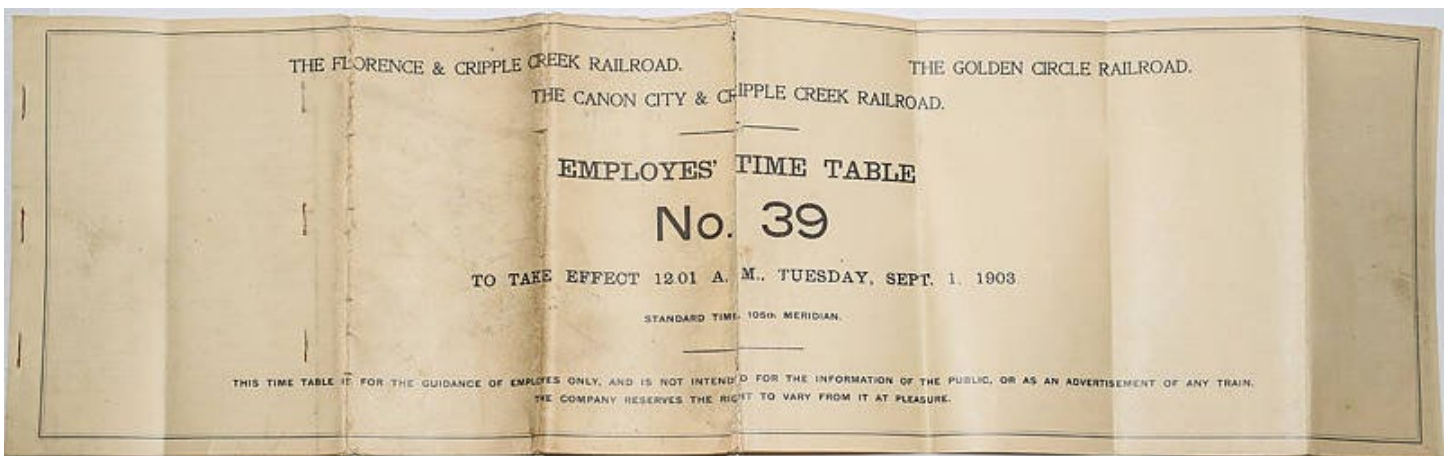 THE FLORENCE & CRIPPLE CREEK RAILROAD. THE GOLDEN CIRCLE RAILROAD.
THE CANON CITY & CRIPPLE CREEK RAILROAD.
EMPLOYES' TIME TABLE
No. 39
TO TAKE EFFECT 12.01 A. M., TUESDAY, SEPT. 1, 1903
STANDARD TIME, 105th MERIDIAN.
THIS TIME TABLE IS FOR THE GUIDANCE OF EMPLOYES ONLY, AND IS NOT INTENDED FOR THE INFORMATION OF THE PUBLIC, OR AS AN ADVERTISEMENT OF ANY TRAIN.
THE COMPANY RESERVES THE RIGHT TO VARY FROM IT AT PLEASURE.